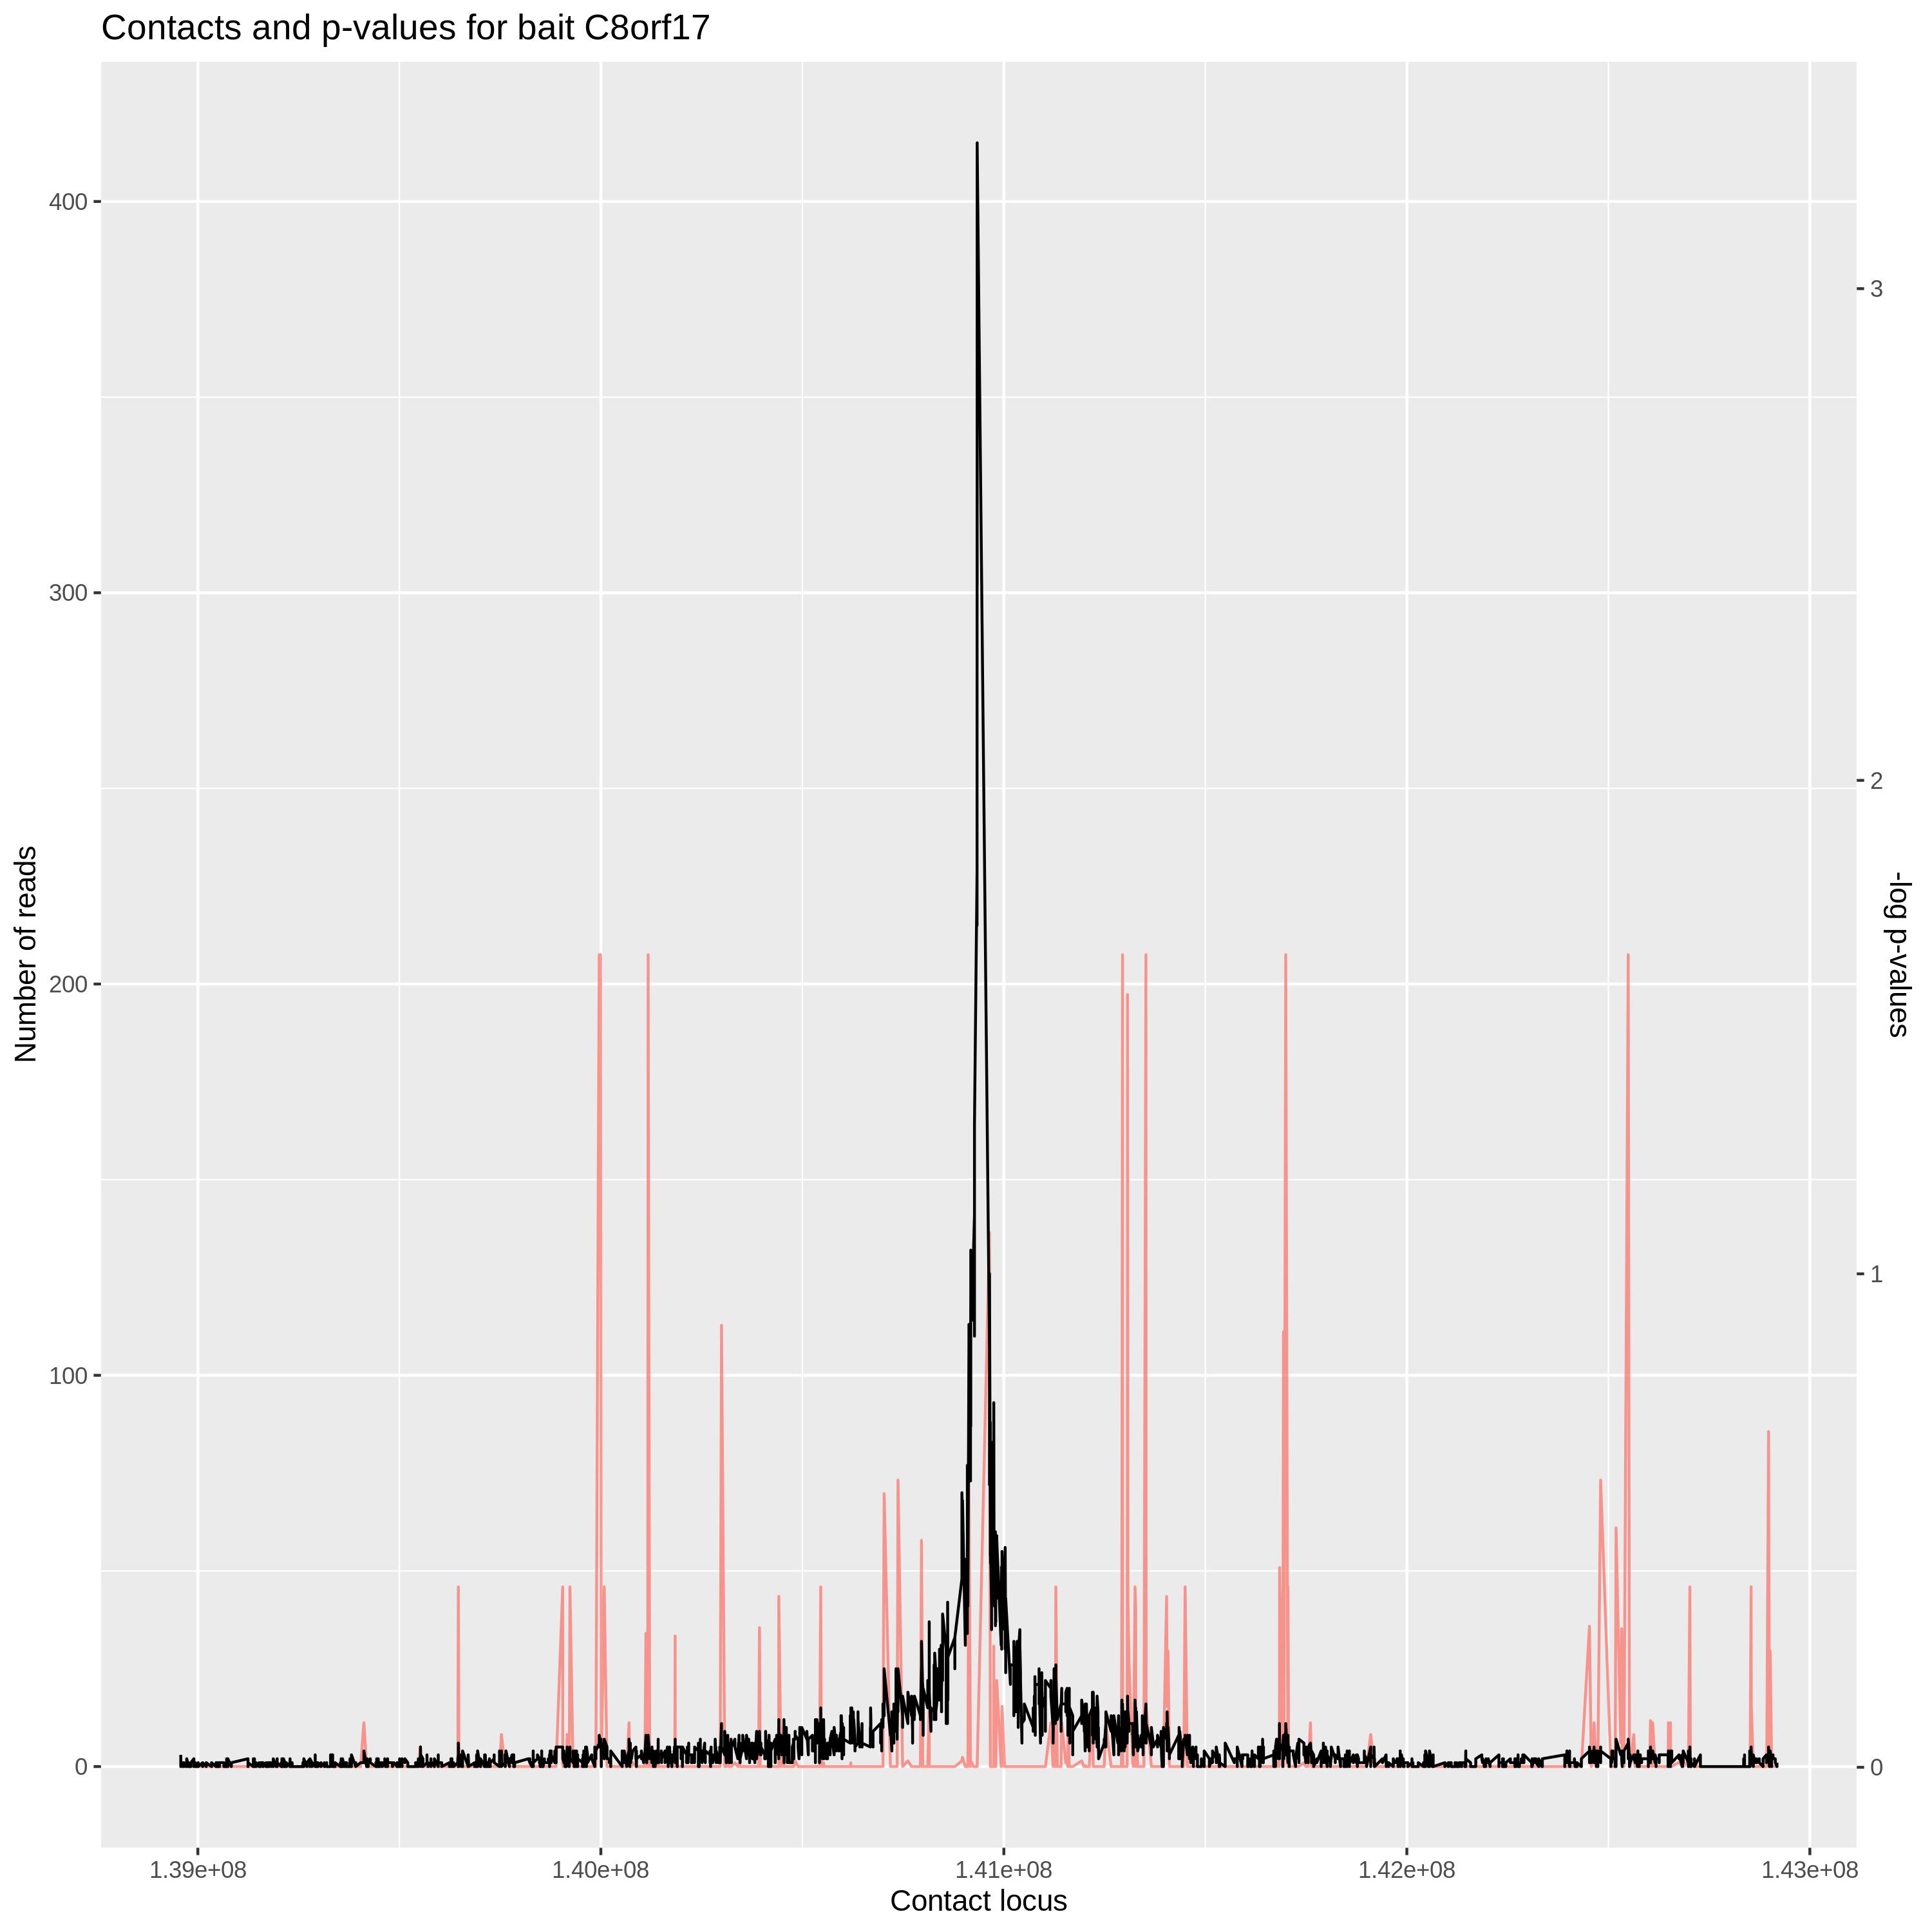 Contacts and p-values for bait C8orf17
400
300
200
100
0
Number of reads
3
2
1
0
-log p-values
1.39e+08
1.40e+08
1.41e+08
1.42e+08
1.43e+08
Contact locus